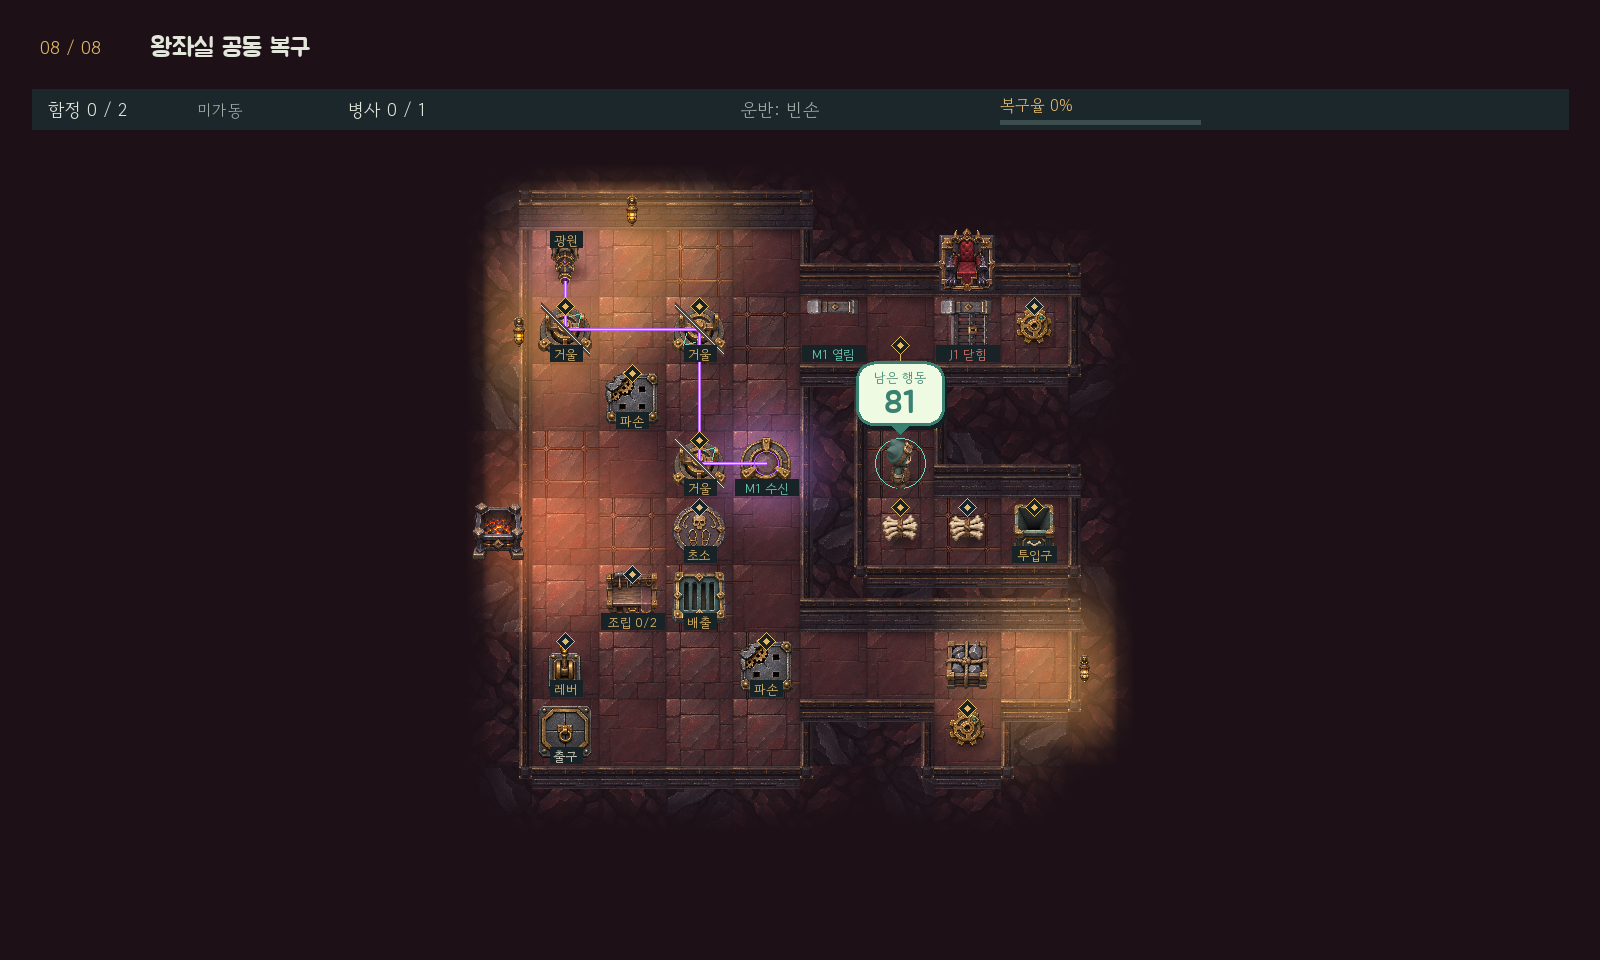 08 / 08 왕좌실 공동 복구
함정 0 / 2 미가동 병사 0 / 1 운반: 빈손 복구율 0%
광원
거울 거울 M1 열림 J1 닫힘
남은 행동
81
파손
거울 M1 수신
초소 투입구
조립 0/2 배출
레버 파손
출구